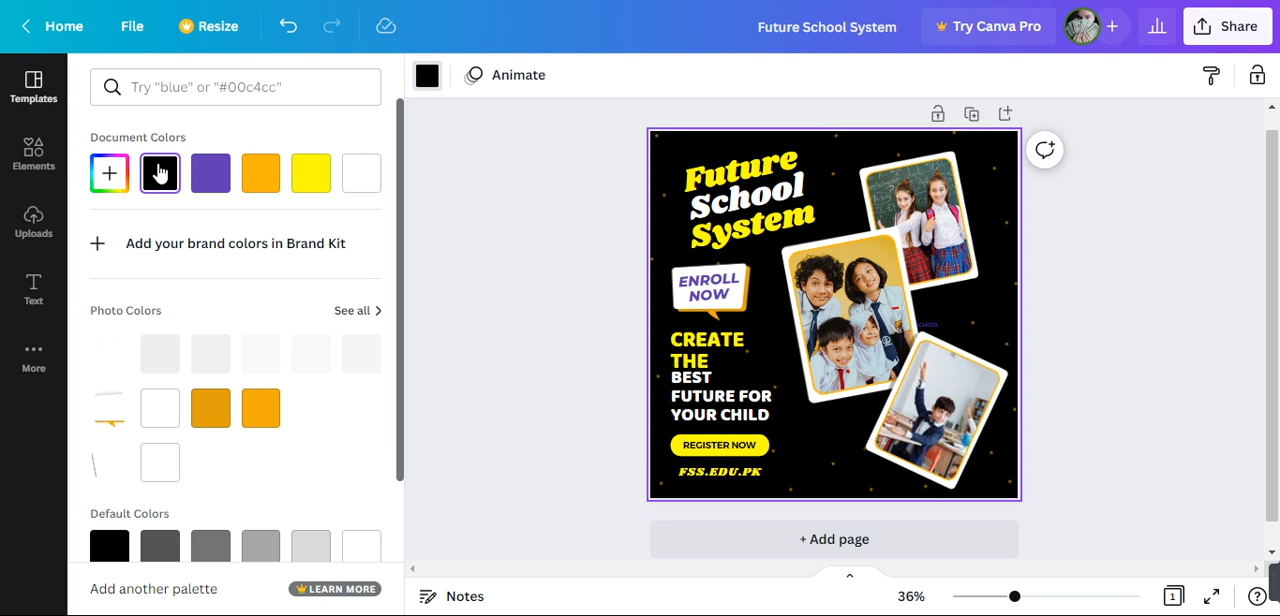 Home
File
Resize
Future School System
Try Canva Pro
Share
Templates
Elements
Uploads
Text
More
Try "blue" or "#00c4cc"
Document Colors
Add your brand colors in Brand Kit
Photo Colors
See all
Default Colors
Add another palette
LEARN MORE
Animate
Future
School
System
ENROLL
NOW
CREATE
THE
BEST
FUTURE FOR
YOUR CHILD
REGISTER NOW
FSS.EDU.PK
SCHOOL
+ Add page
Notes
36%
1